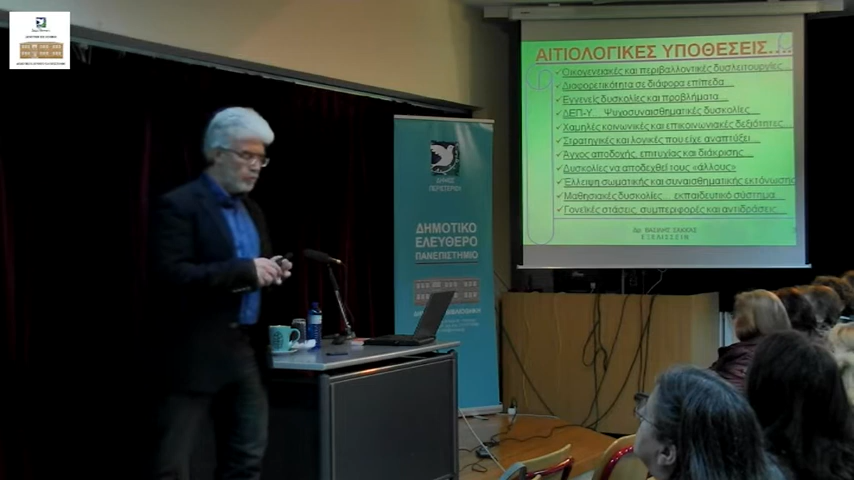 ΑΙΤΙΟΛΟΓΙΚΕΣ ΥΠΟΘΕΣΕΙΣ....
Οικογενειακές και περιβαλλοντικές δυσλειτουργίες...
Διαφορετικότητα σε διάφορα επίπεδα...
Εγγενείς δυσκολίες και προβλήματα...
ΔΕΠ-Υ... Ψυχοσυναισθηματικές δυσκολίες...
Χαμηλές κοινωνικές και επικοινωνιακές δεξιότητες...
Στρατηγικές και λογικές που είχε αναπτύξει...
Άγχος αποδοχής, επιτυχίας και διάκρισης...
Δυσκολίες να αποδεχθεί τους «άλλους»
Έλλειψη σωματικής και συναισθηματικής εκτόνωσης
Μαθησιακές δυσκολίες... εκπαιδευτικό σύστημα...
Γονεϊκές στάσεις, συμπεριφορές και αντιδράσεις...
ΔΗΜΟΣ
ΠΕΡΙΣΤΕΡΙΟΥ
ΔΗΜΟΤΙΚΟ
ΕΛΕΥΘΕΡΟ
ΠΑΝΕΠΙΣΤΗΜΙΟ